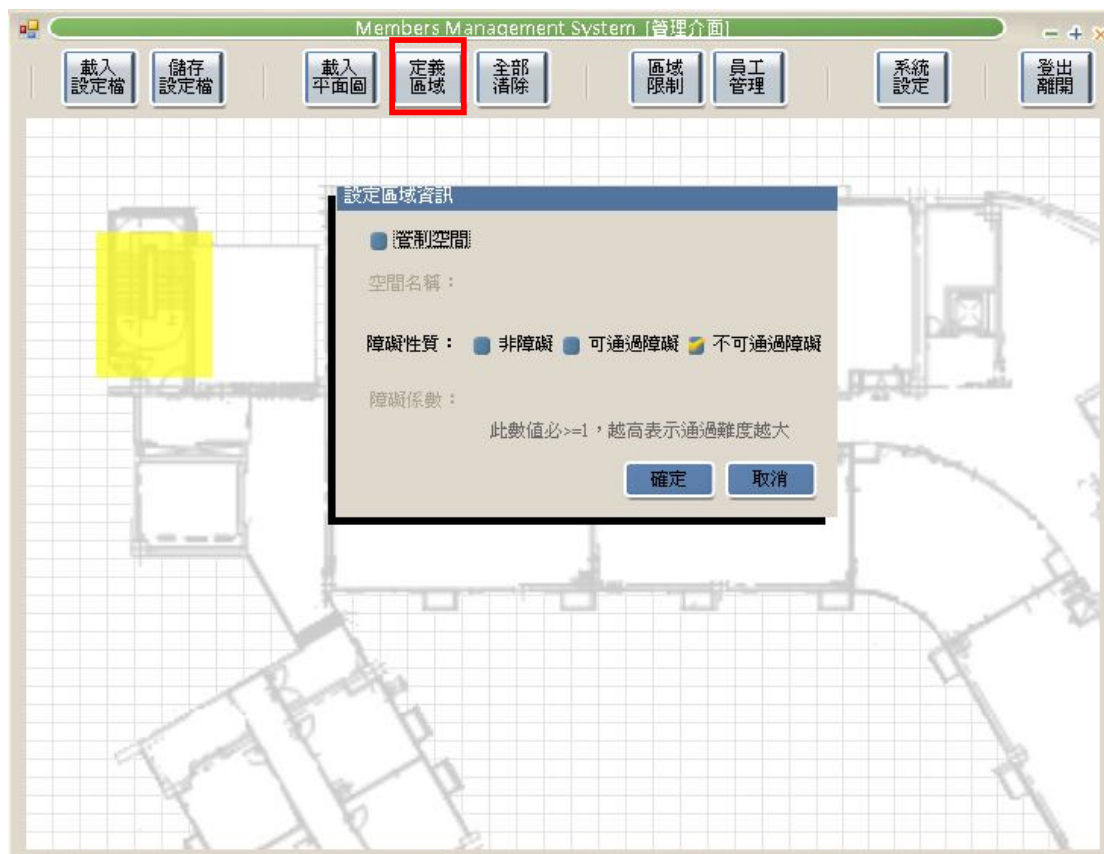 Members Management System [管理介面]
載入
設定檔
儲存
設定檔
載入
平面圖
定義
區域
全部
清除
區域
限制
員工
管理
系統
設定
登出
離開
設定區域資訊
管制空間
空間名稱：
障礙性質： 非障礙 可通過障礙 不可通過障礙
障礙係數：
此數值必>=1，越高表示通過難度越大
確定 取消